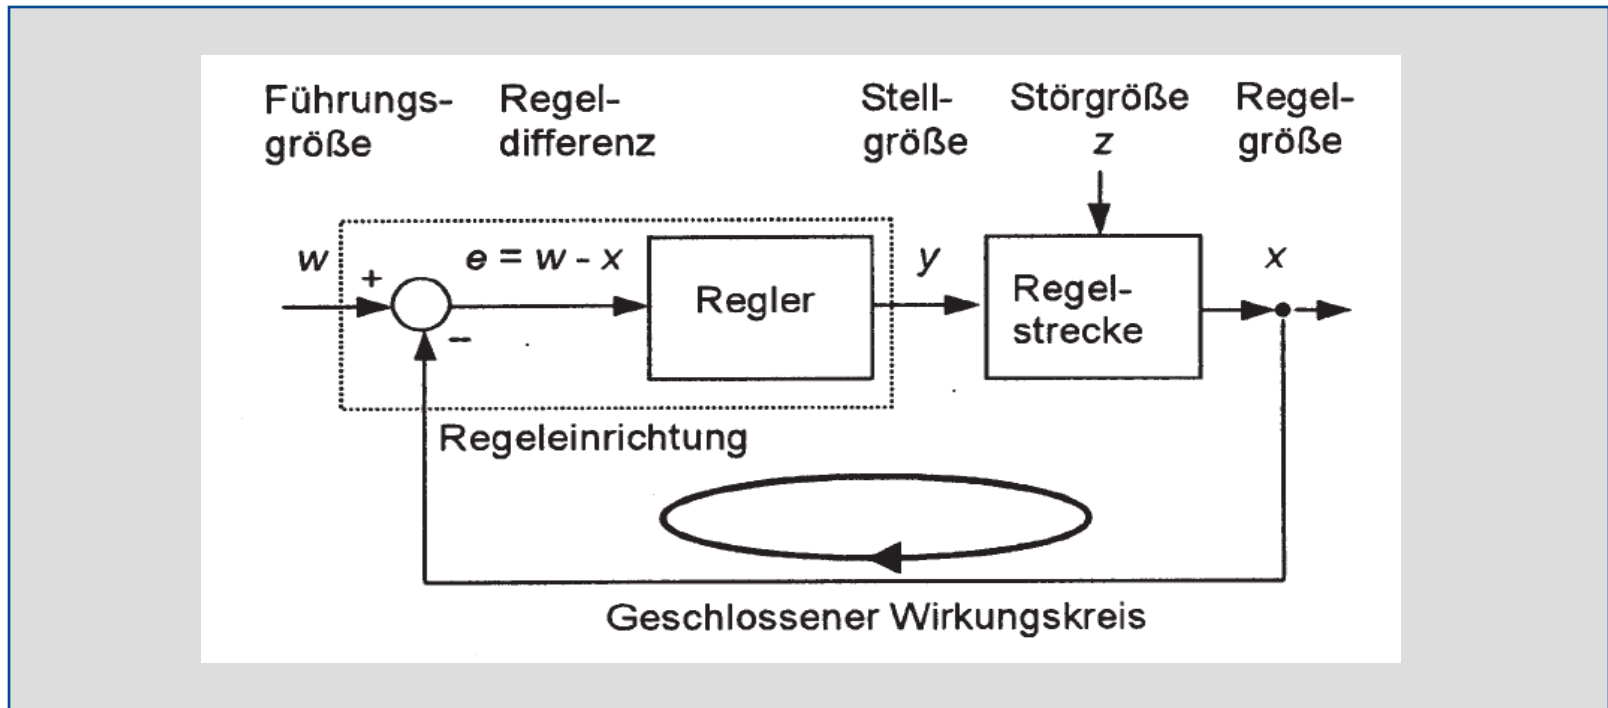 Führungs-
größe
Regel-
differenz
Stell-
größe
Störgröße
z
Regel-
größe
w
+
e = w - x
Regler
y
Regel-
strecke
x
–
Regeleinrichtung
Geschlossener Wirkungskreis